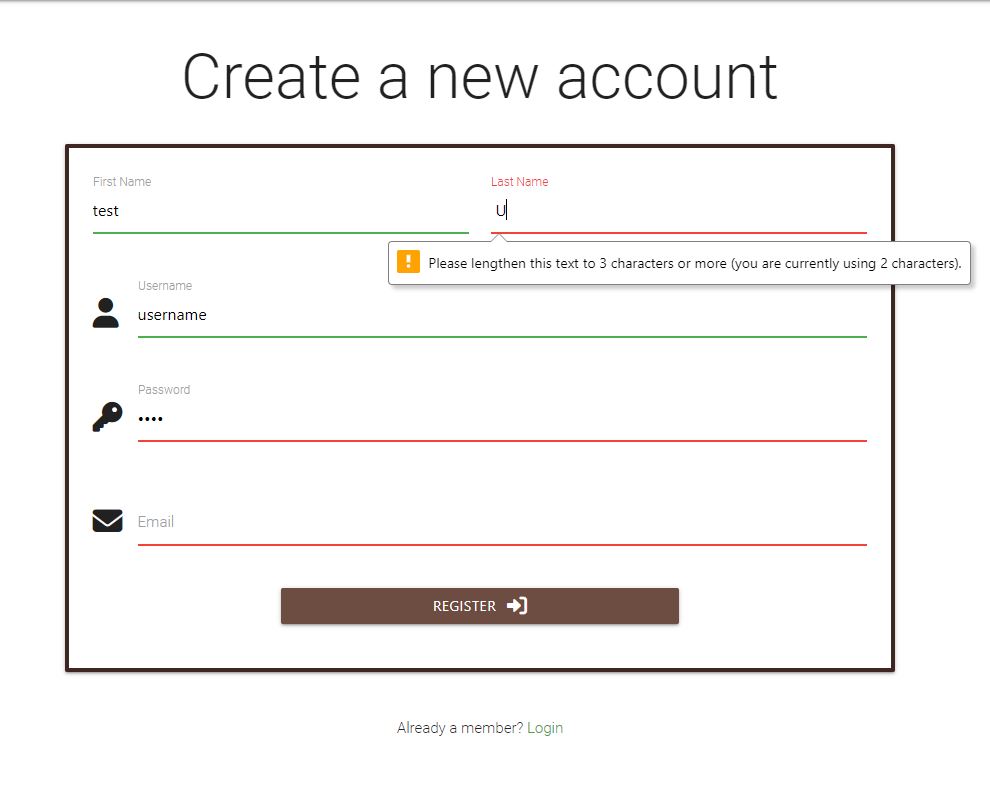 Create a new account
First Name
Last Name
test
U
Please lengthen this text to 3 characters or more (you are currently using 2 characters).
Username
username
Password
••••
Email
REGISTER
Already a member? Login